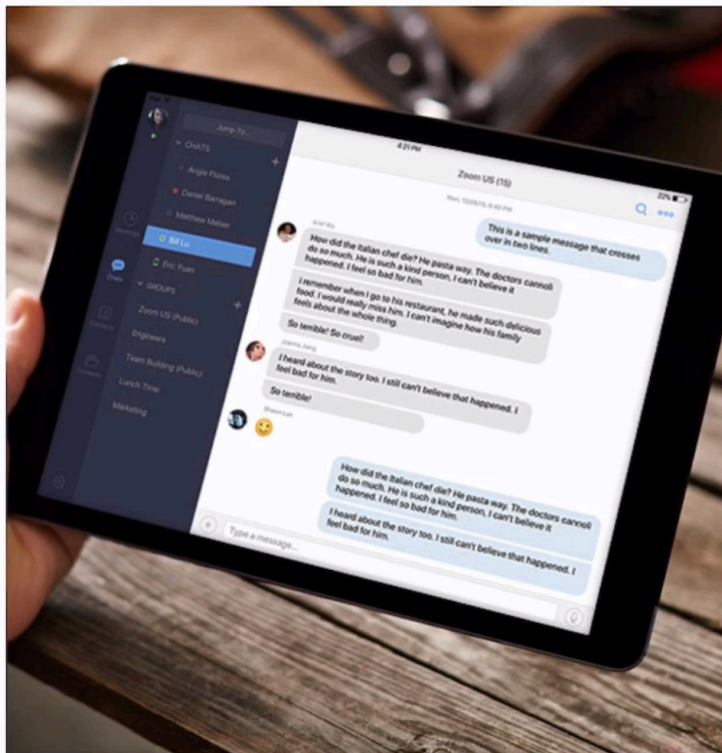 Jump To...
CHATS
Angie Flores
Daniel Barragan
Matthew Melser
Bill Lu
Eric Yuan
GROUPS
Zoom US (Public)
Engineers
Team Building (Public)
Lunch Time
Marketing
Meetings
Chats
Contacts
4:21 PM
22%
Zoom US (15)
This is a sample message that crosses
over in two lines.
How did the Italian chef die? He pasta way. The doctors cannoli
do so much. He is such a kind person, I can't believe it
happened. I feel so bad for him.
I remember when I go to his restaurant, he made such delicious
food. I would really miss him. I can't imagine how his family
feels about the whole thing.
So terrible! So cruel!
Joanna Jiang
I heard about the story too. I still can't believe that happened. I
feel bad for him.
So terrible!
How did the Italian chef die? He pasta way. The doctors cannoli
do so much. He is such a kind person, I can't believe it
happened. I feel so bad for him.
I heard about the story too. I still can't believe that happened. I
feel bad for him.
Type a message...